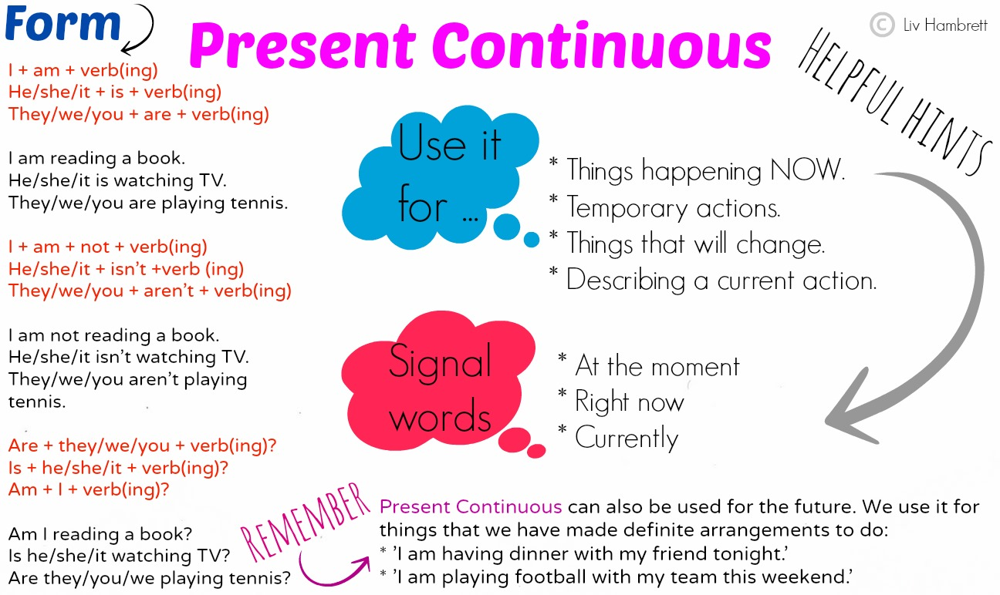 Form
Present Continuous
© Liv Hambrett
HELPFUL HINTS
I + am + verb(ing)
He/she/it + is + verb(ing)
They/we/you + are + verb(ing)
I am reading a book.
He/she/it is watching TV.
They/we/you are playing tennis.
I + am + not + verb(ing)
He/she/it + isn't +verb (ing)
They/we/you + aren't + verb(ing)
I am not reading a book.
He/she/it isn't watching TV.
They/we/you aren't playing
tennis.
Are + they/we/you + verb(ing)?
Is + he/she/it + verb(ing)?
Am + I + verb(ing)?
Am I reading a book?
Is he/she/it watching TV?
Are they/you/we playing tennis?
Use it
for ...
* Things happening NOW.
* Temporary actions.
* Things that will change.
* Describing a current action.
Signal
words
* At the moment
* Right now
* Currently
REMEMBER
Present Continuous can also be used for the future. We use it for
things that we have made definite arrangements to do:
* 'I am having dinner with my friend tonight.'
* 'I am playing football with my team this weekend.'